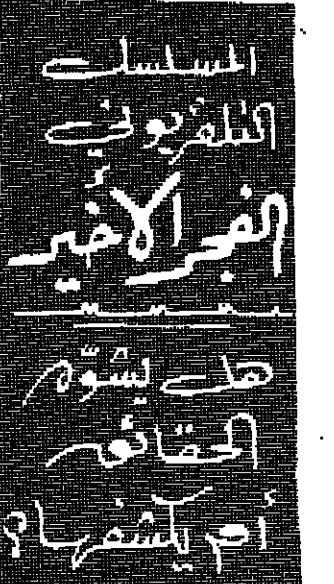 المسلسل
التلفزيوني
الفجر الأخير
هل يشوّه
الحقائق
أم يكشفها؟